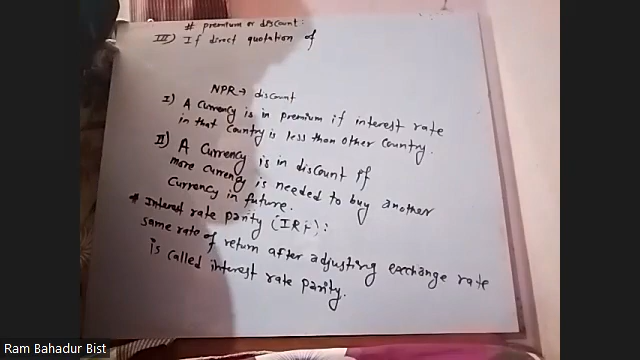 # premium or discount:
III) If direct quotation of
NPR → discount
I) A currency is in premium if interest rate
in that country is less than other country.
II) A currency is in discount if
more currency is needed to buy another
currency in future.
# Interest rate parity (IRP):
same rate of return after adjusting exchange rate
is called interest rate parity.
Ram Bahadur Bist